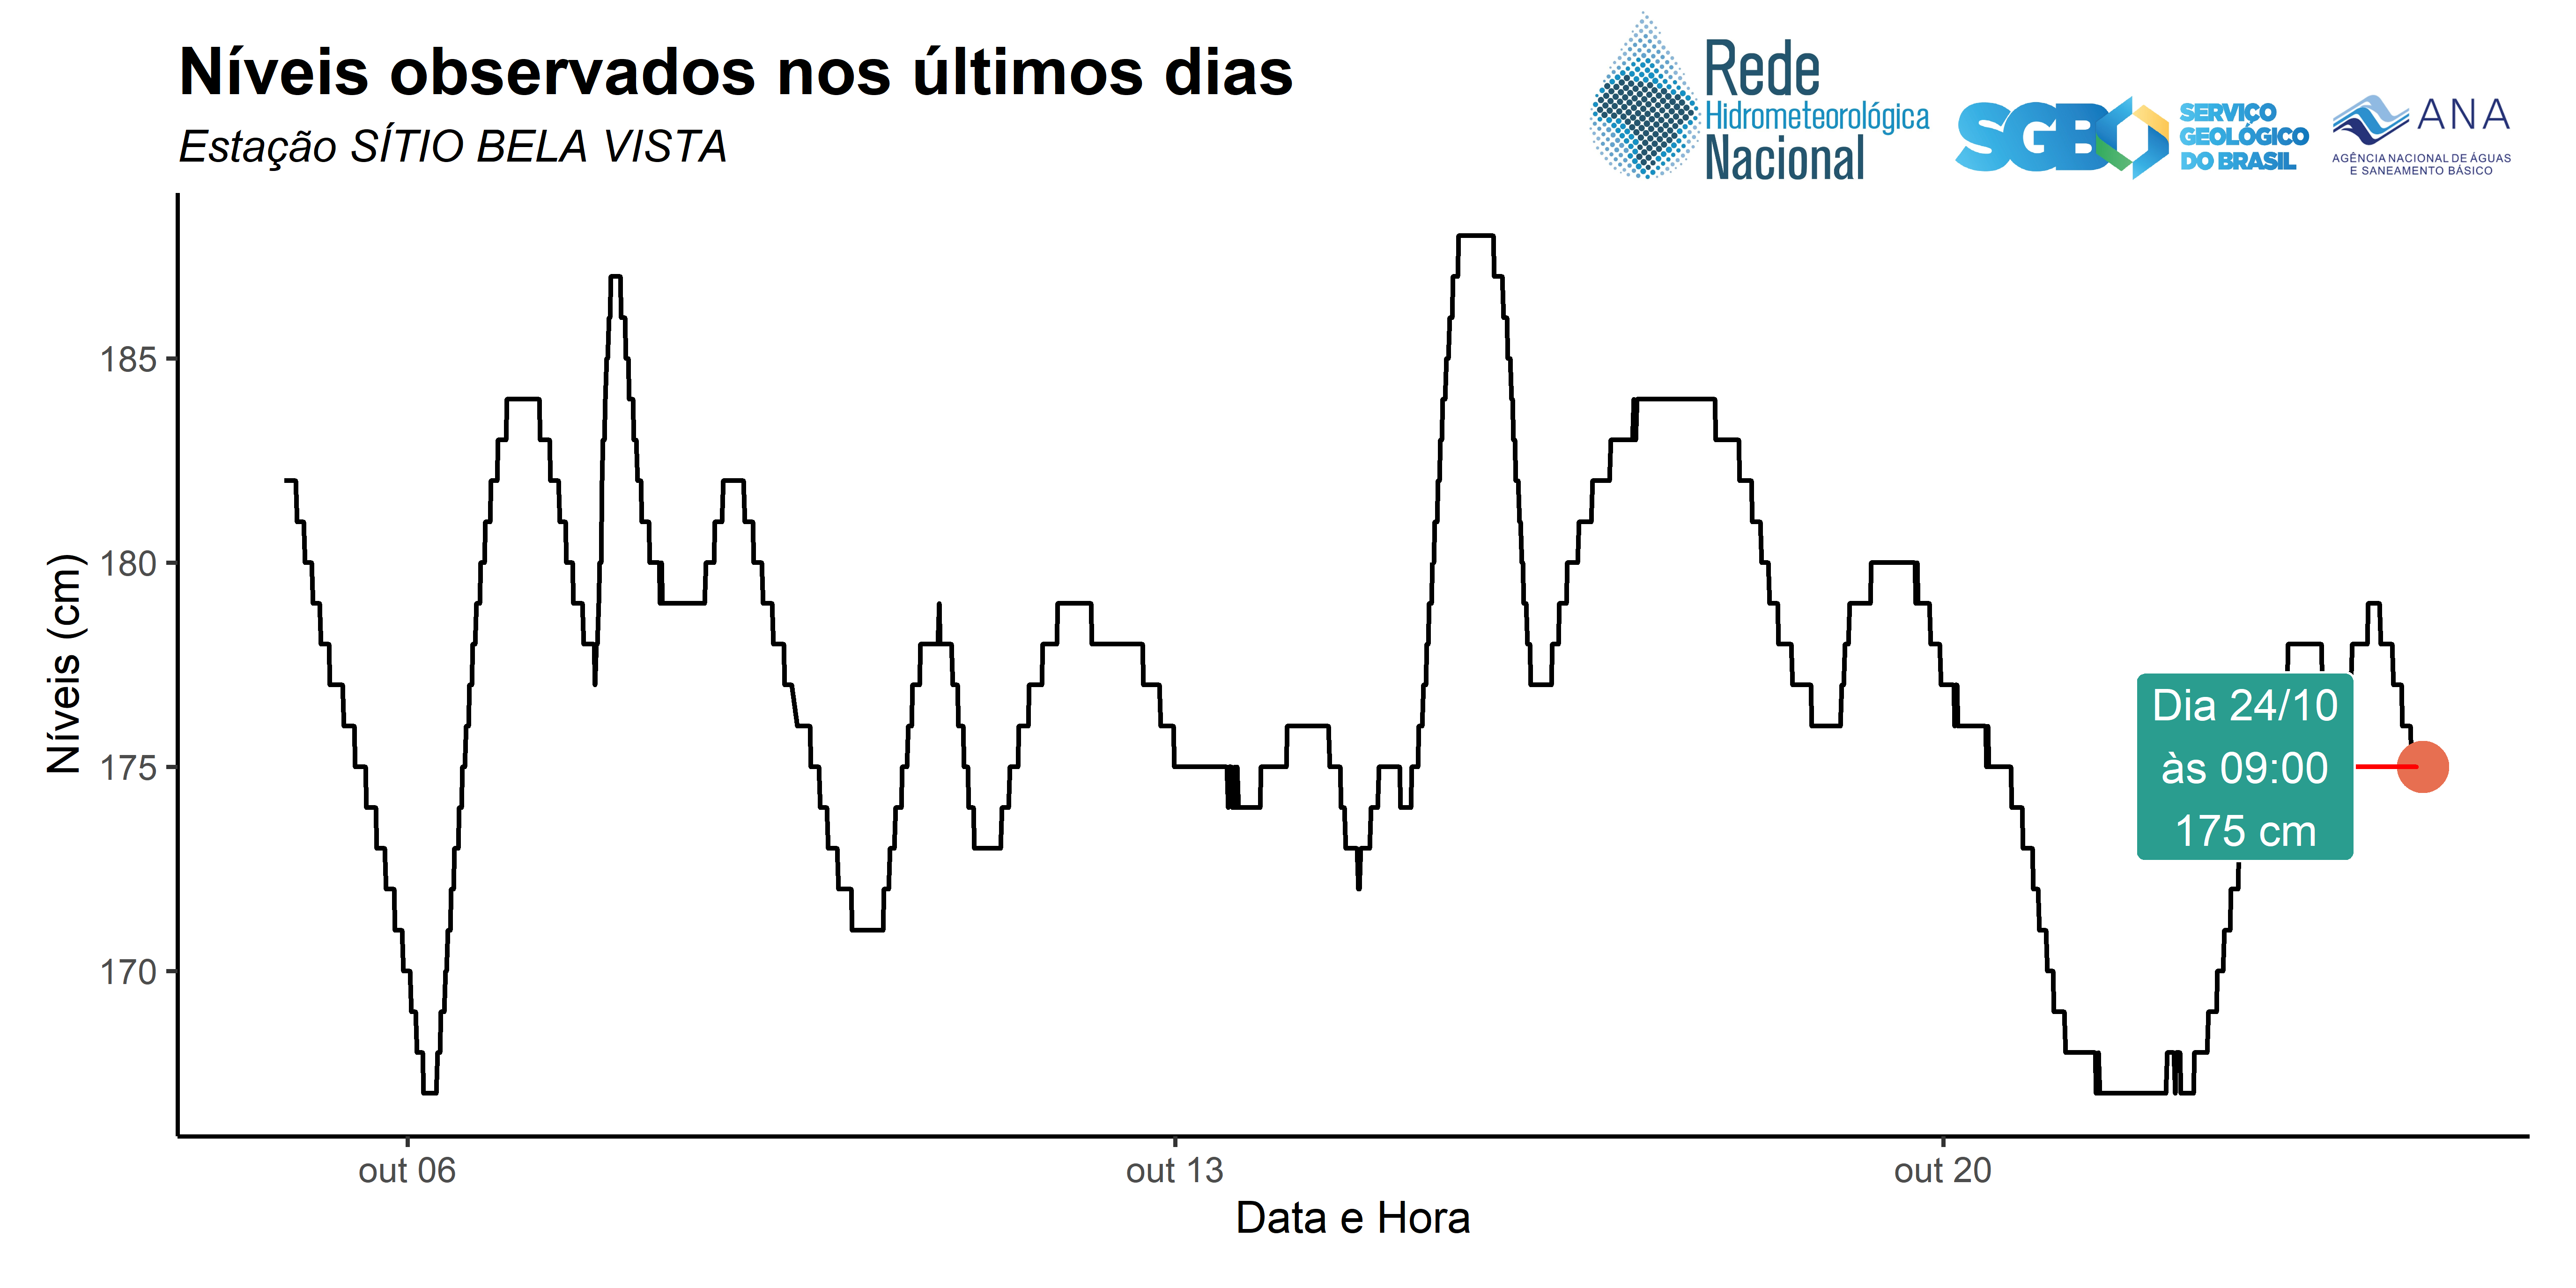 Níveis observados nos últimos dias
Estação SÍTIO BELA VISTA
Rede
Hidrometeorológica
Nacional
SGB
SERVIÇO
GEOLÓGICO
DO BRASIL
ANA
AGÊNCIA NACIONAL DE ÁGUAS
E SANEAMENTO BÁSICO
Níveis (cm)
185
180
175
170
Dia 24/10
às 09:00
175 cm
out 06
out 13
out 20
Data e Hora